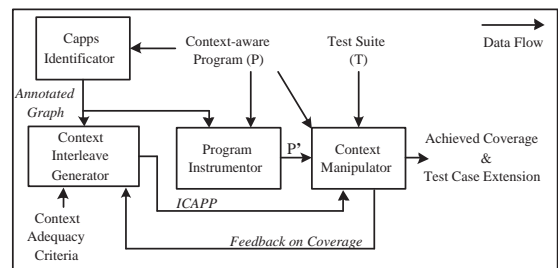 Capps
Identificator
Context-aware
Program (P)
Test Suite
(T)
Data Flow
Annotated
Graph
Context
Interleave
Generator
Program
Instrumentor
P'
Context
Manipulator
Achieved Coverage
&
Test Case Extension
ICAPP
Context
Adequacy
Criteria
Feedback on Coverage